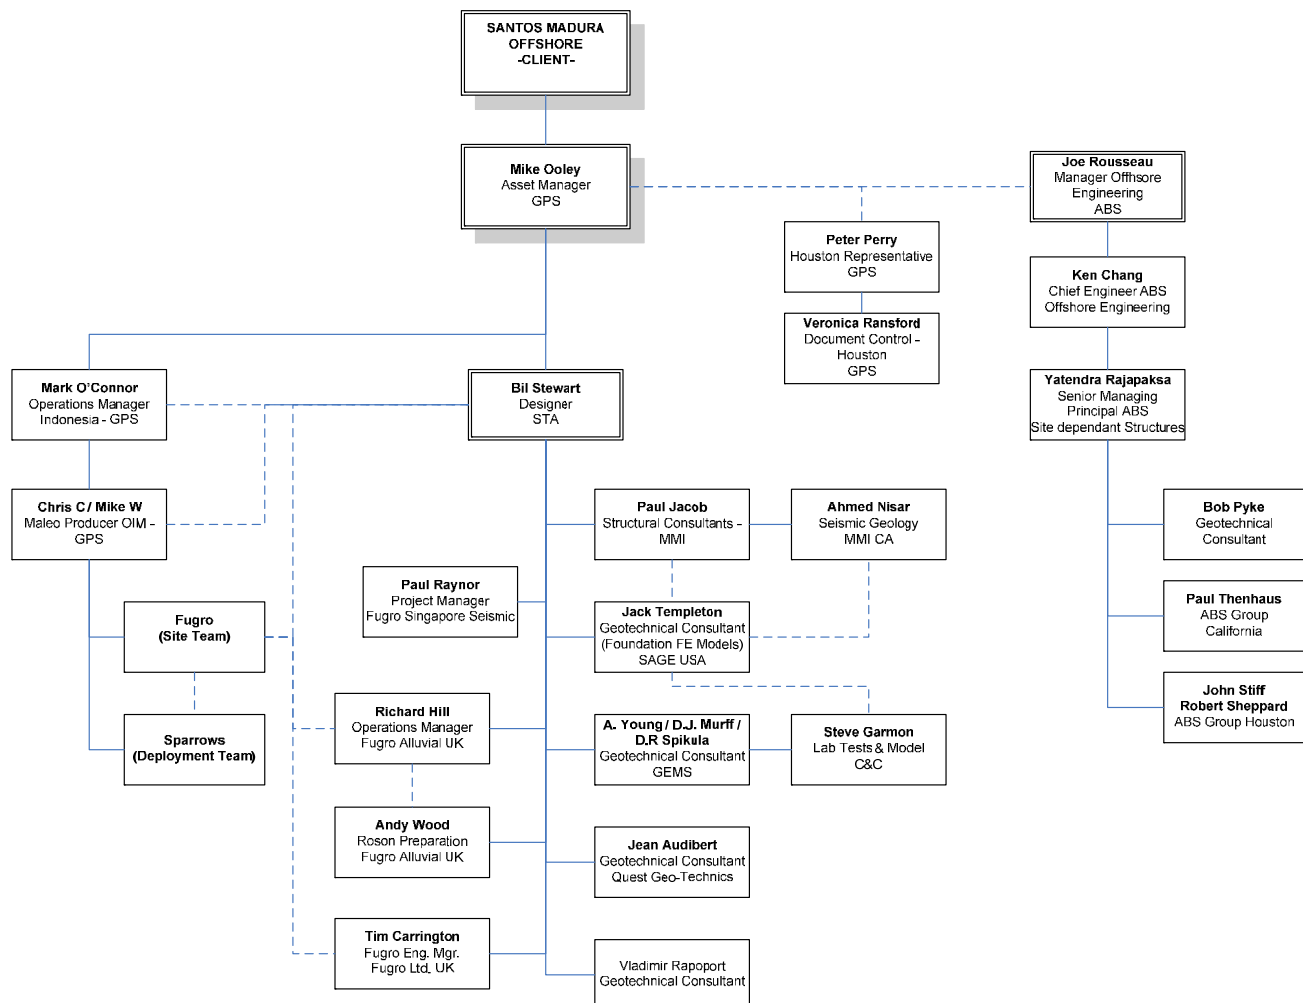 SANTOS MADURA
OFFSHORE
-CLIENT-
Mike Ooley
Asset Manager
GPS
Joe Rousseau
Manager Offhsore
Engineering
ABS
Peter Perry
Houston Representative
GPS
Ken Chang
Chief Engineer ABS
Offshore Engineering
Veronica Ransford
Document Control –
Houston
GPS
Mark O’Connor
Operations Manager
Indonesia - GPS
Bil Stewart
Designer
STA
Yatendra Rajapaksa
Senior Managing
Principal ABS
Site dependant Structures
Chris C / Mike W
Maleo Producer OIM –
GPS
Paul Jacob
Structural Consultants –
MMI
Ahmed Nisar
Seismic Geology
MMI CA
Bob Pyke
Geotechnical
Consultant
Paul Raynor
Project Manager
Fugro Singapore Seismic
Fugro
(Site Team)
Jack Templeton
Geotechnical Consultant
(Foundation FE Models)
SAGE USA
Paul Thenhaus
ABS Group
California
Richard Hill
Operations Manager
Fugro Alluvial UK
Sparrows
(Deployment Team)
A. Young / D.J. Murff /
D.R Spikula
Geotechnical Consultant
GEMS
Steve Garmon
Lab Tests & Model
C&C
John Stiff
Robert Sheppard
ABS Group Houston
Andy Wood
Roson Preparation
Fugro Alluvial UK
Jean Audibert
Geotechnical Consultant
Quest Geo-Technics
Tim Carrington
Fugro Eng. Mgr.
Fugro Ltd. UK
Vladimir Rapoport
Geotechnical Consultant